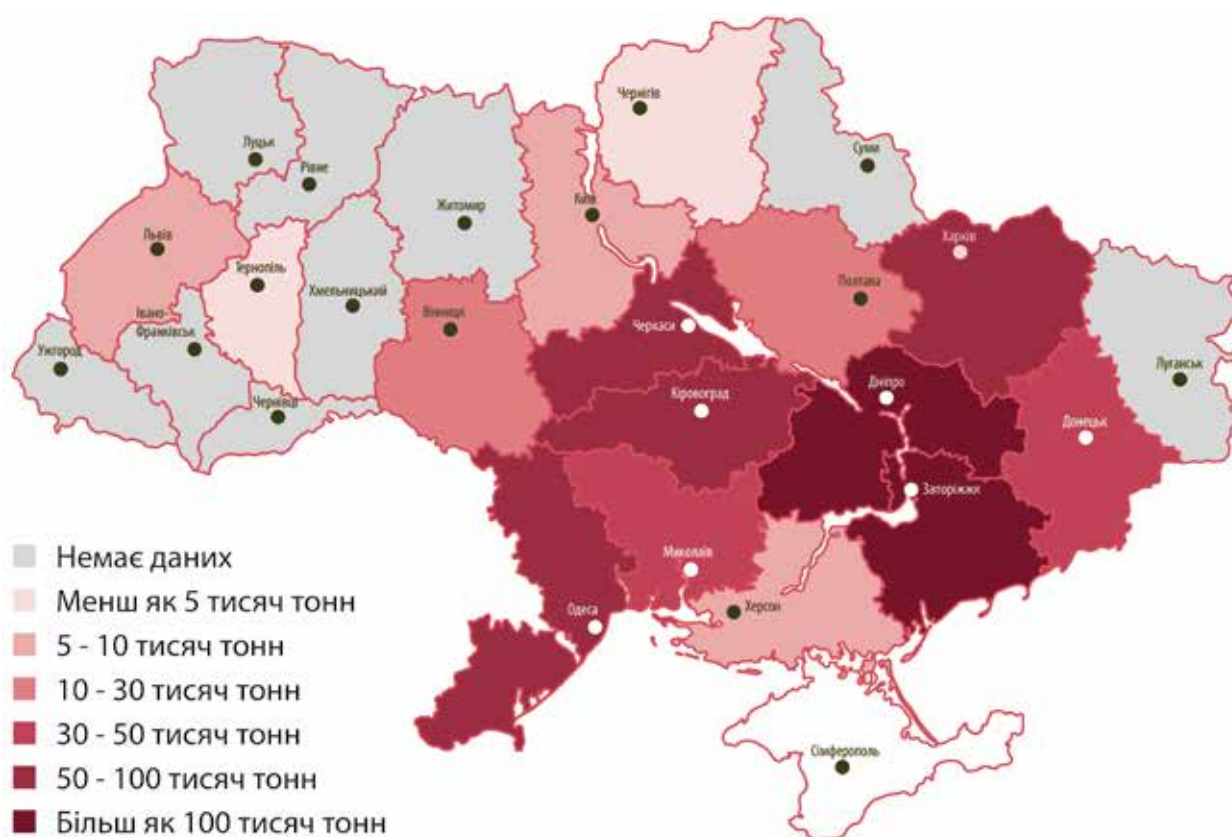 Чернігів
Луцьк
Рівне
Суми
Житомир
Київ
Львів
Харків
Тернопіль
Хмельницький
Полтава
Івано-
Франківськ
Вінниця
Черкаси
Ужгород
Луганськ
Дніпро
Чернівці
Кіровоград
Донецьк
Запоріжжя
Миколаїв
Одеса
Херсон
Сімферополь
Немає даних
Менш як 5 тисяч тонн
5 - 10 тисяч тонн
10 - 30 тисяч тонн
30 - 50 тисяч тонн
50 - 100 тисяч тонн
Більш як 100 тисяч тонн